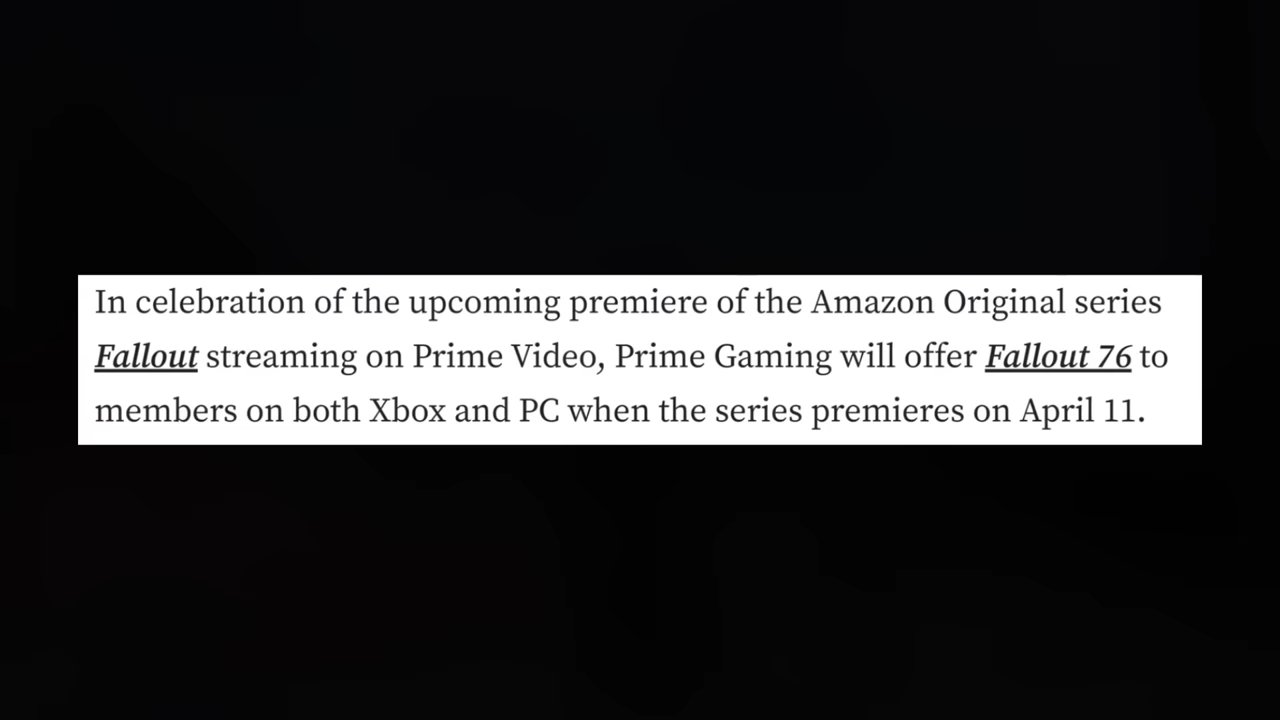 In celebration of the upcoming premiere of the Amazon Original series
Fallout streaming on Prime Video, Prime Gaming will offer Fallout 76 to
members on both Xbox and PC when the series premieres on April 11.